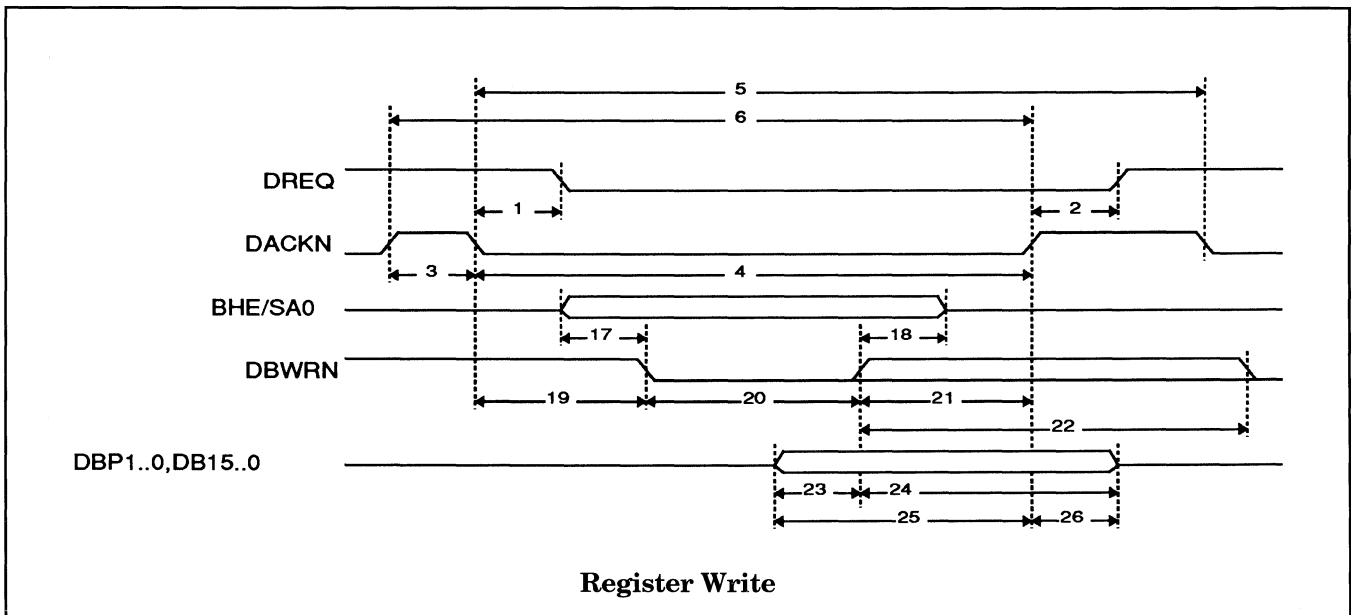 5
6
DREQ
1
2
DACKN
3
4
BHE/SA0
17
18
DBWRN
19
20
21
22
DBP1..0,DB15..0
23
24
25
26
Register Write